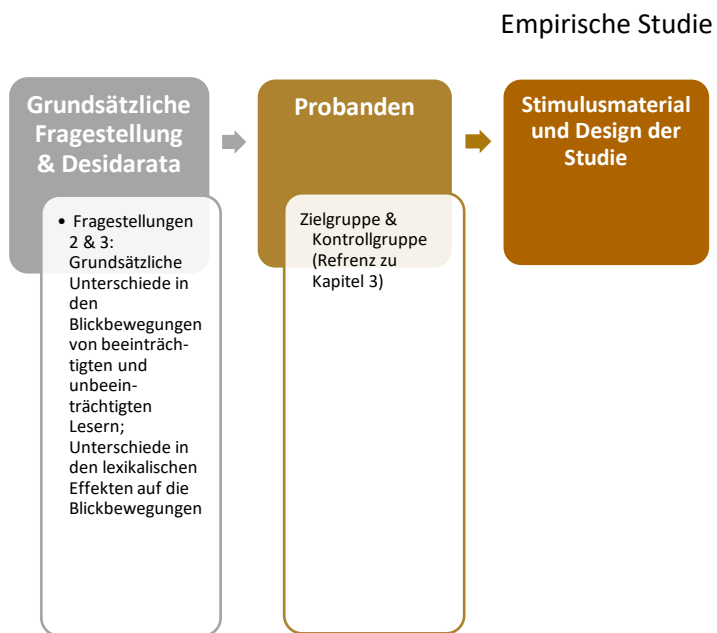 Empirische Studie
Grundsätzliche
Fragestellung
& Desidarata
• Fragestellungen
2 & 3:
Grundsätzliche
Unterschiede in
den
Blickbewegungen
von beeinträch-
tigten und
unbeein-
trächtigten
Lesern;
Unterschiede in
den lexikalischen
Effekten auf die
Blickbewegungen
Probanden
Zielgruppe &
Kontrollgruppe
(Refrenz zu
Kapitel 3)
Stimulusmaterial
und Design der
Studie